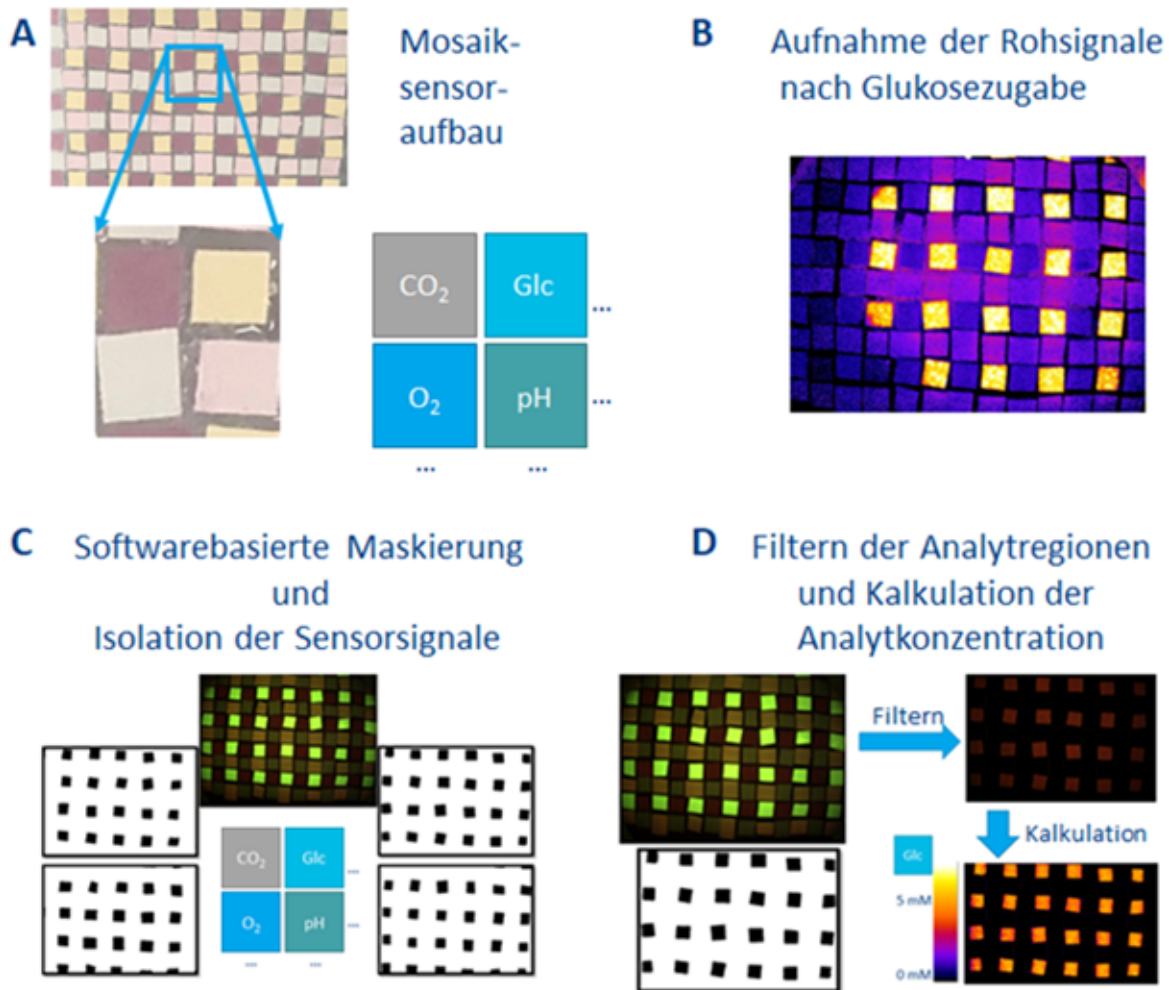 A
Mosaik-
sensor-
aufbau
CO₂ Glc
...
O₂ pH
...
... ...
B
Aufnahme der Rohsignale
nach Glukosezugabe
C
Softwarebasierte Maskierung
und
Isolation der Sensorsignale
CO₂ Glc
...
O₂ pH
...
... ...
D
Filtern der Analytregionen
und Kalkulation der
Analytkonzentration
Filtern
Kalkulation
Glc
5 mM
0 mM